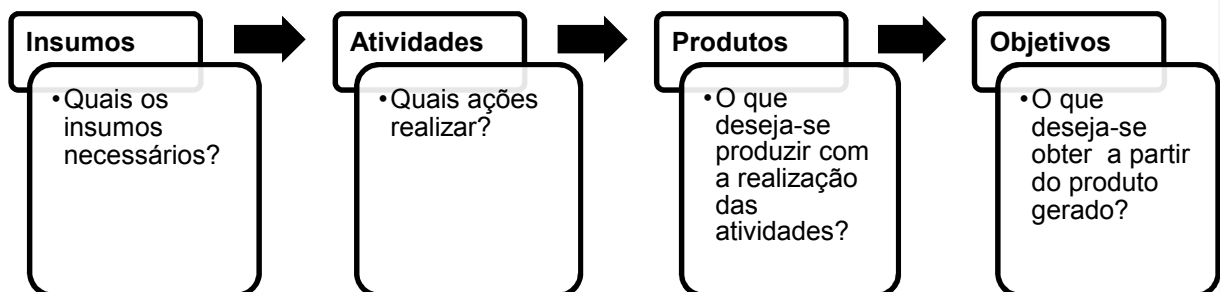 Insumos
•Quais os
insumos
necessários?
Atividades
•Quais ações
realizar?
Produtos
•O que
deseja-se
produzir com
a realização
das
atividades?
Objetivos
•O que
deseja-se
obter a partir
do produto
gerado?